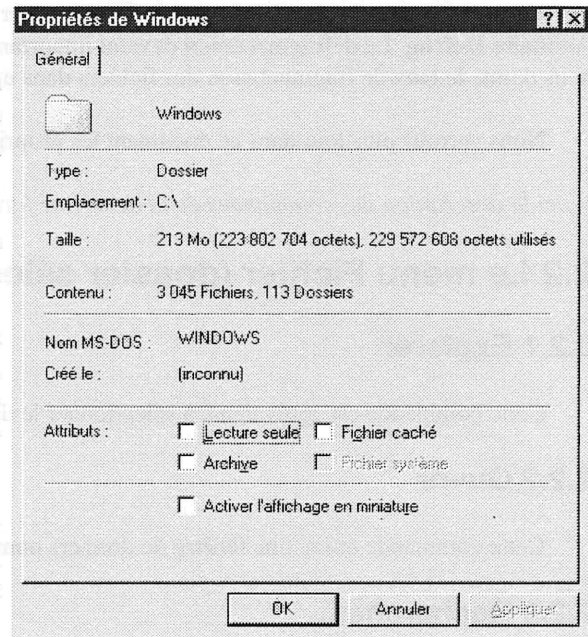 Propriétés de Windows
Général
Windows
Type : Dossier
Emplacement : C:\
Taille : 213 Mo (223 802 704 octets), 229 572 608 octets utilisés
Contenu : 3 045 Fichiers, 113 Dossiers
Nom MS-DOS : WINDOWS
Créé le : (inconnu)
Attributs : Lecture seule Fichier caché
Archive Fichier système
Activer l'affichage en miniature
OK Annuler Appliquer